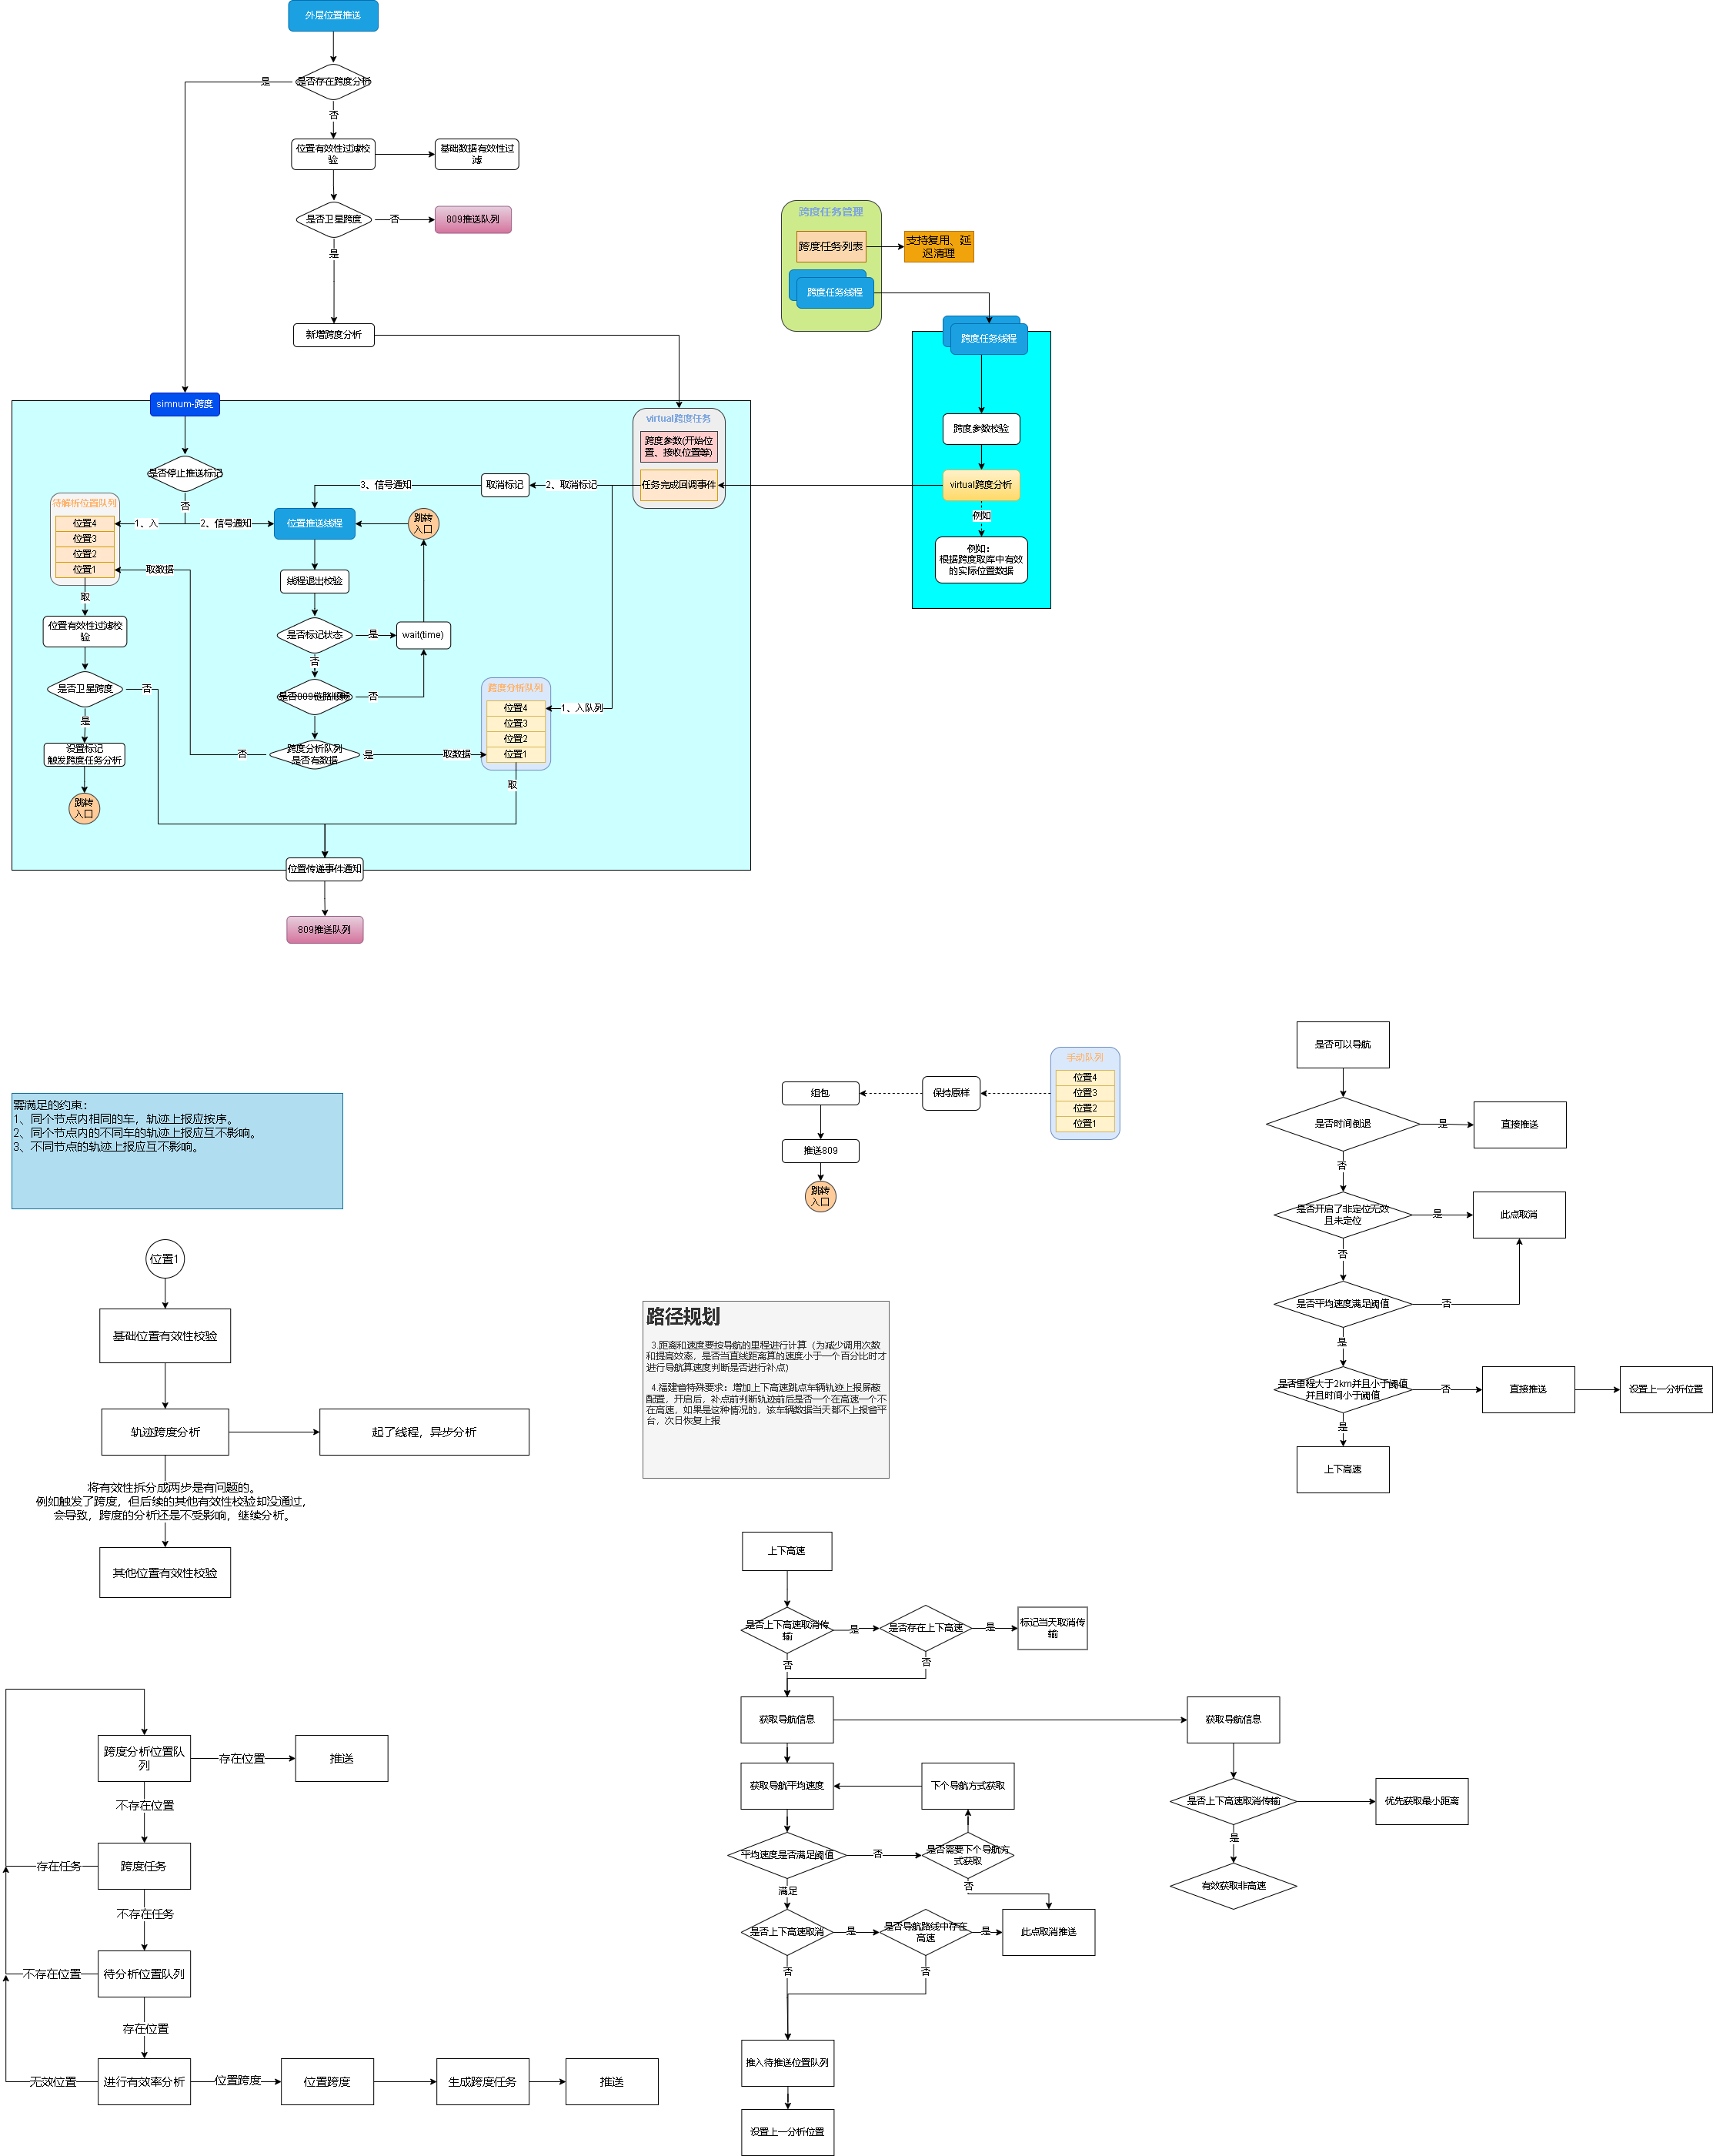 外层位置推送
是否存在跨度分析
是
否
位置有效性过滤校
验
基础数据有效性过
滤
是否卫星跨度
否
809推送队列
是
新增跨度分析
跨度任务管理
跨度任务列表
支持复用、延
迟清理
跨度任务线程
跨度任务线程
跨度参数校验
virtual跨度分析
例如
例如：
根据跨度取库中有效
的实际位置数据
simnum-跨度
是否停止推送标记
否
待解析位置队列
位置4
位置3
位置2
位置1
1、入
2、信号通知
取数据
取
位置有效性过滤校
验
是否卫星跨度
否
是
设置标记
触发跨度任务分析
跳转
入口
virtual跨度任务
跨度参数(开始位
置、接收位置等)
任务完成回调事件
2、取消标记
取消标记
3、信号通知
位置推送线程
跳转
入口
线程退出校验
是否标记状态
是
wait(time)
否
是否809链路顺畅
否
跨度分析队列
是否有数据
否
是
取数据
跨度分析队列
位置4
位置3
位置2
位置1
1、入队列
取
位置传递事件通知
809推送队列
需满足的约束：
1、同个节点内相同的车，轨迹上报应按序。
2、同个节点内的不同车的轨迹上报应互不影响。
3、不同节点的轨迹上报应互不影响。
组包
保持原样
手动队列
位置4
位置3
位置2
位置1
推送809
跳转
入口
是否可以导航
是否时间倒退
是
直接推送
否
是否开启了非定位无效
且未定位
是
此点取消
否
是否平均速度满足阈值
否
是
是否里程大于2km并且小于阈值
并且时间小于阈值
否
直接推送
设置上一分析位置
是
上下高速
位置1
基础位置有效性校验
轨迹跨度分析
起了线程，异步分析
将有效性拆分成两步是有问题的。
例如触发了跨度，但后续的其他有效性校验却没通过，
会导致，跨度的分析还是不受影响，继续分析。
其他位置有效性校验
路径规划
3.距离和速度要按导航的里程进行计算（为减少调用次数
和提高效率，是否当直线距离算的速度小于一个百分比时才
进行导航算速度判断是否进行补点）
4.福建省特殊要求：增加上下高速跳点车辆轨迹上报屏蔽
配置，开启后，补点前判断轨迹前后是否一个在高速一个不
在高速，如果是这种情况的，该车辆数据当天都不上报省平
台，次日恢复上报
上下高速
是否上下高速取消传
输
是
是否存在上下高速
是
标记当天取消传
输
否
否
获取导航信息
获取导航信息
获取导航平均速度
下个导航方式获取
平均速度是否满足阈值
否
是否需要下个导航方
式获取
满足
否
是否上下高速取消
是
是否导航路线中存在
高速
是
此点取消推送
否
否
推入待推送位置队列
设置上一分析位置
是否上下高速取消传输
优先获取最小距离
是
有效获取非高速
跨度分析位置队
列
存在位置
推送
不存在位置
跨度任务
存在任务
不存在任务
待分析位置队列
不存在位置
存在位置
进行有效率分析
无效位置
位置跨度
位置跨度
生成跨度任务
推送